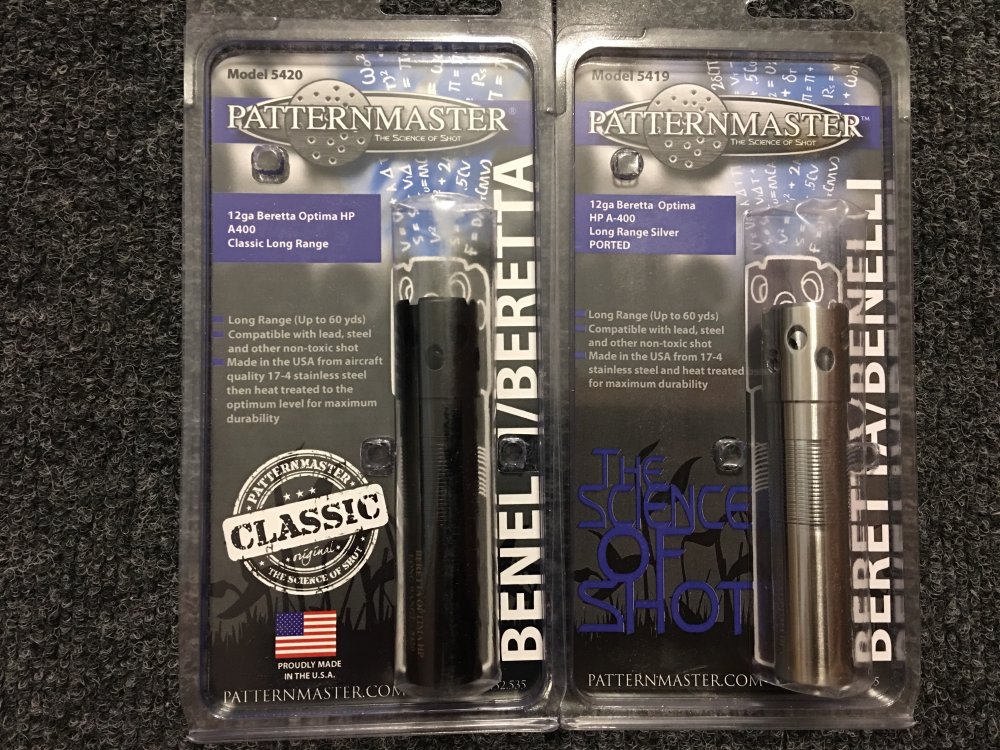 Model 5420
PATTERNMASTER®
THE SCIENCE OF SHOT
12ga Beretta Optima HP
A400
Classic Long Range
Long Range (Up to 60 yds)
Compatible with lead, steel
and other non-toxic shot
Made in the USA from aircraft
quality 17-4 stainless steel
then heat treated to the
optimum level for maximum
durability
PATTERNMASTER
CLASSIC
original
THE SCIENCE OF SHOT
PROUDLY MADE
IN THE U.S.A.
PATTERNMASTER.COM
BENELLI/BERETTA
Model 5419
PATTERNMASTER™
THE SCIENCE OF SHOT
12ga Beretta Optima
HP A-400
Long Range Silver
PORTED
Long Range (Up to 60 yds)
Compatible with lead, steel
and other non-toxic shot
Made in the USA from 17-4
stainless steel and heat treated
for maximum durability
THE
SCIENCE
OF
SHOT
PATTERNMASTER.COM
BERETTA/BENELLI